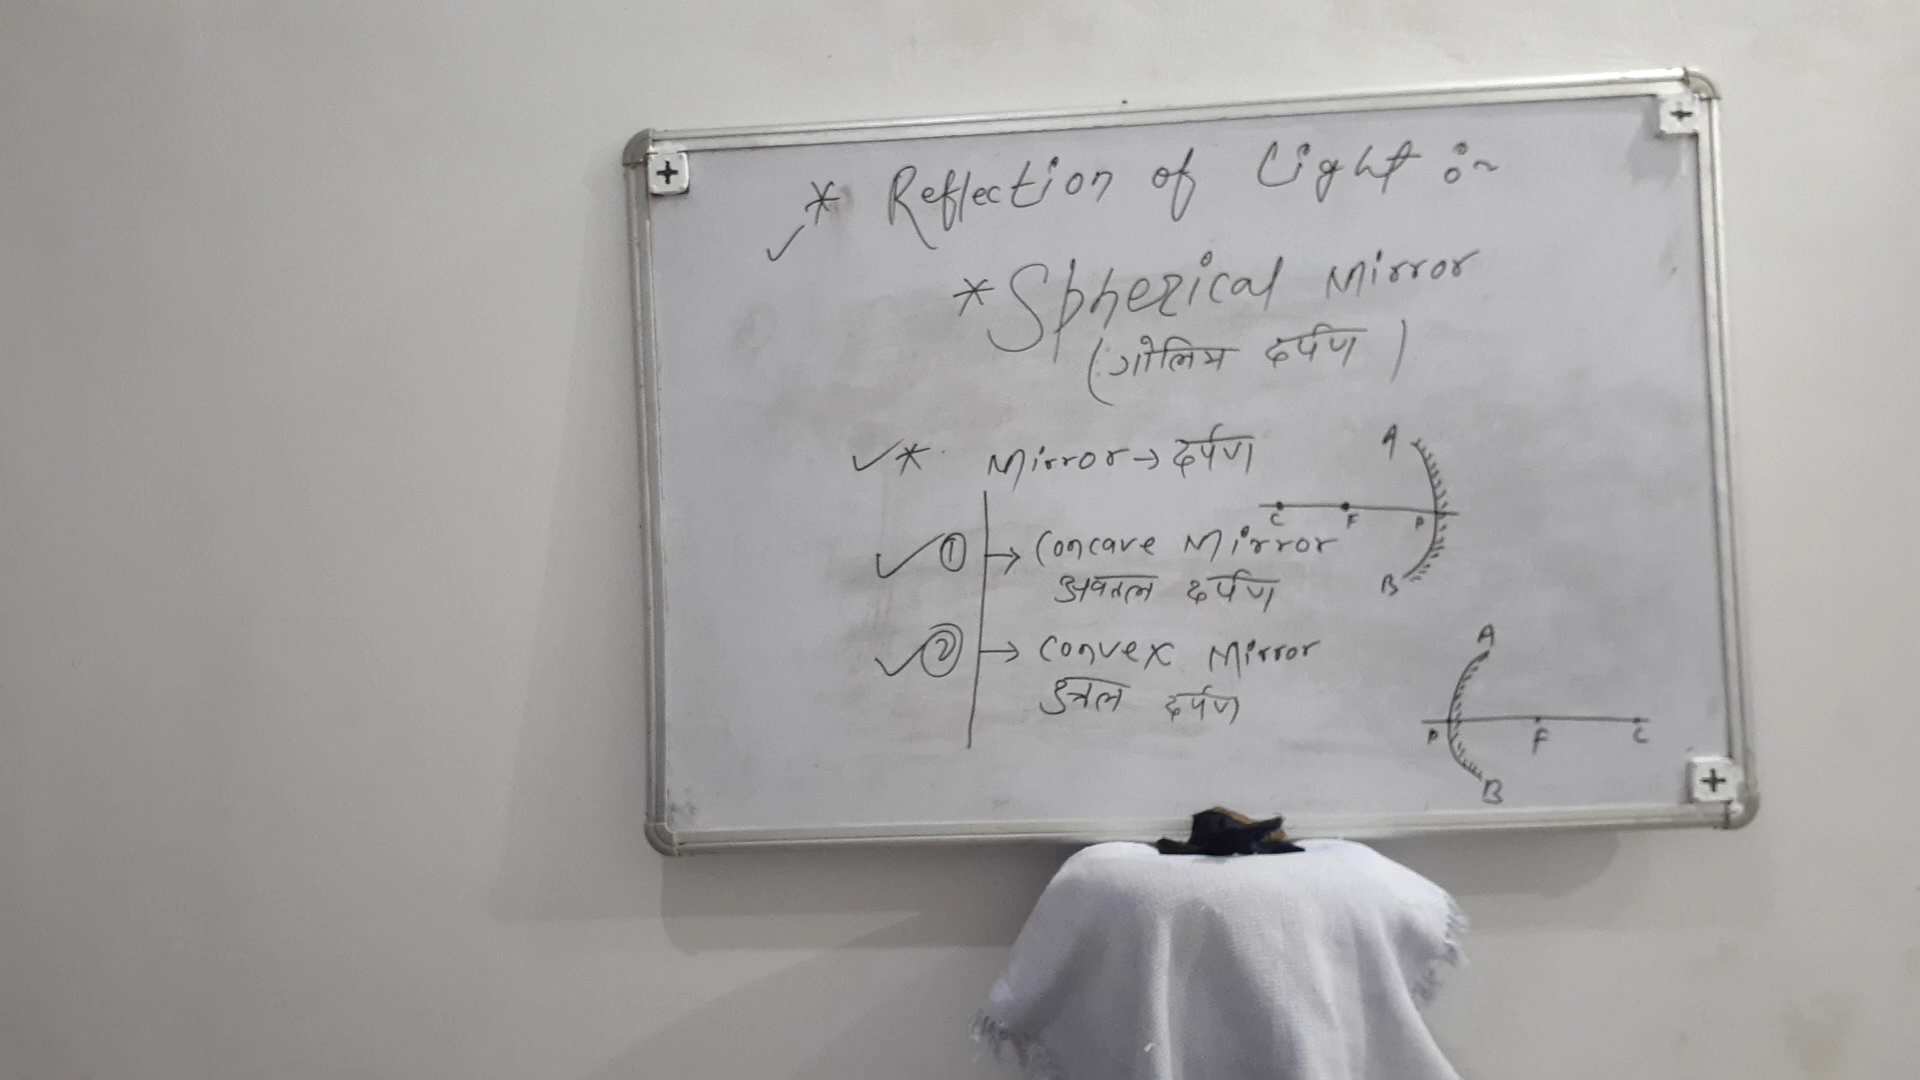 * Reflection of Light :~
* Spherical Mirror
(गोलिय दर्पण)
* Mirror → दर्पण
① → Concave Mirror
अवतल दर्पण
A
C F P
B
② → Convex Mirror
उत्तल दर्पण
A
P F C
B